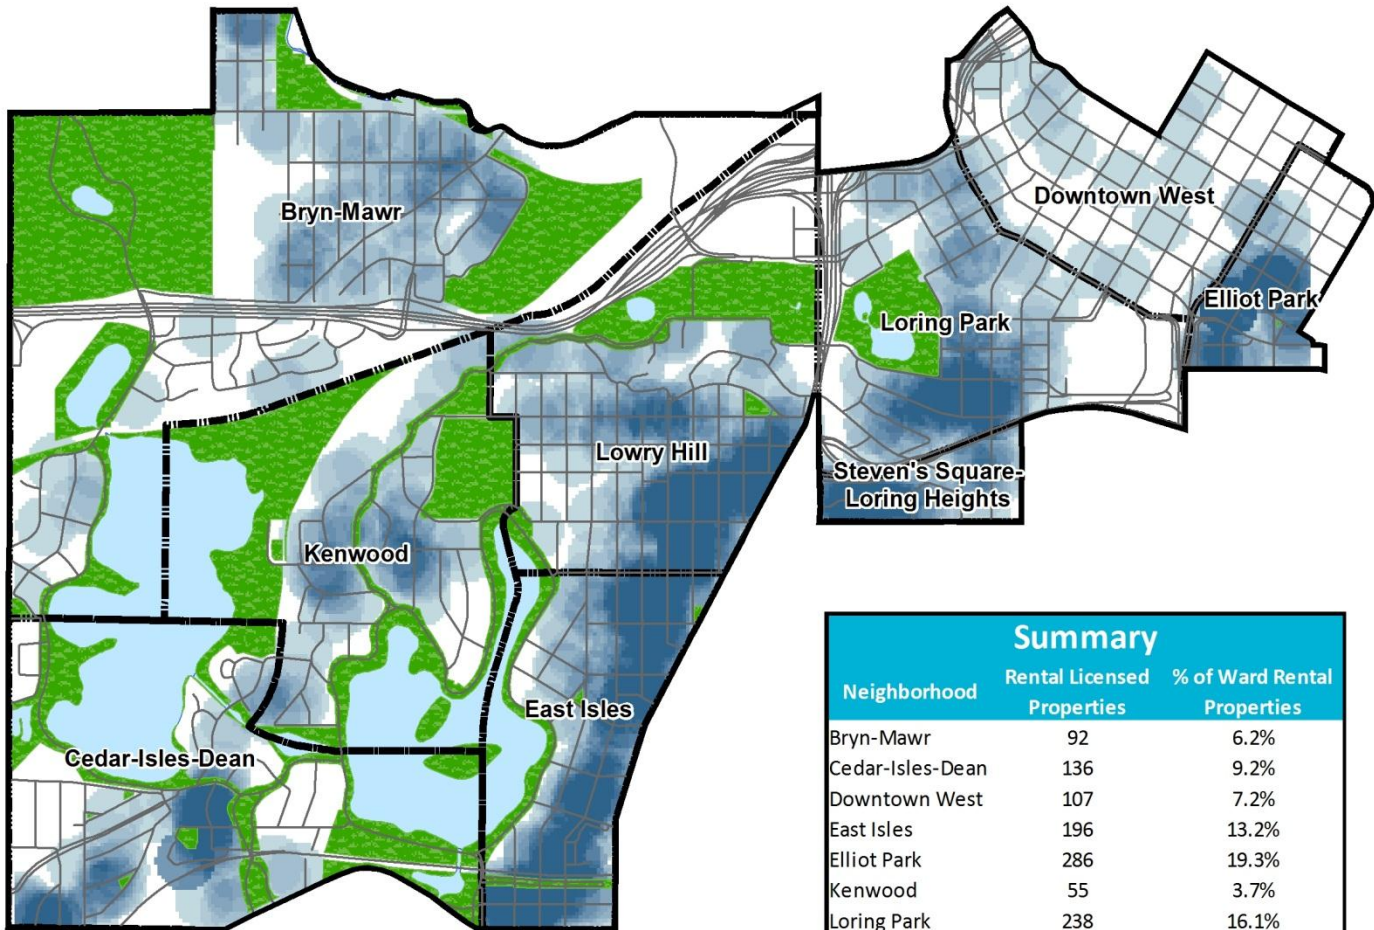 Bryn-Mawr
Downtown West
Elliot Park
Loring Park
Lowry Hill
Steven's Square-
Loring Heights
Kenwood
East Isles
Cedar-Isles-Dean
Summary
Neighborhood Rental Licensed Properties % of Ward Rental Properties
Bryn-Mawr 92 6.2%
Cedar-Isles-Dean 136 9.2%
Downtown West 107 7.2%
East Isles 196 13.2%
Elliot Park 286 19.3%
Kenwood 55 3.7%
Loring Park 238 16.1%